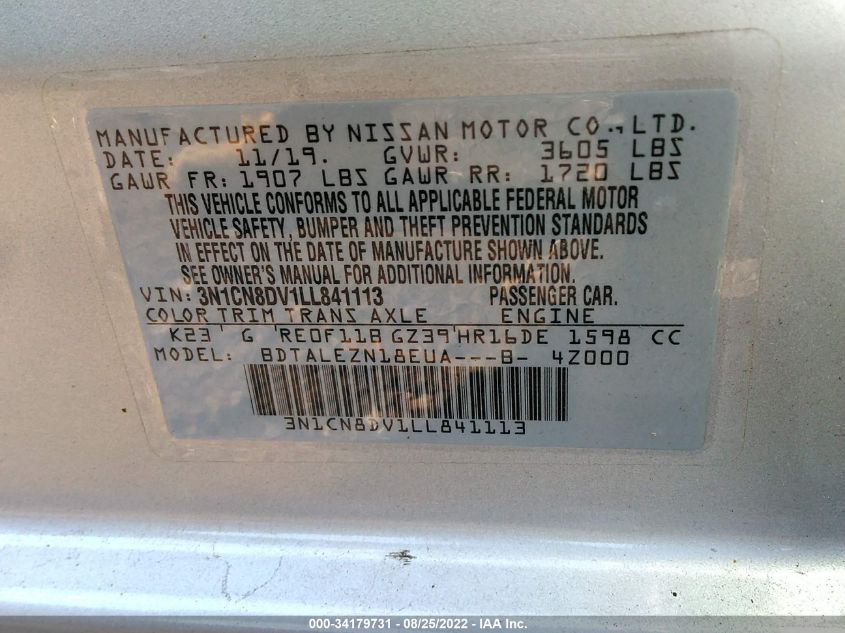 MANUFACTURED BY NISSAN MOTOR CO., LTD.
DATE: 11/19. GVWR: 3605 LBS
GAWR FR: 1907 LBS GAWR RR: 1720 LBS
THIS VEHICLE CONFORMS TO ALL APPLICABLE FEDERAL MOTOR
VEHICLE SAFETY, BUMPER AND THEFT PREVENTION STANDARDS
IN EFFECT ON THE DATE OF MANUFACTURE SHOWN ABOVE.
SEE OWNER'S MANUAL FOR ADDITIONAL INFORMATION.
VIN: 3N1CN8DV1LL841113 PASSENGER CAR.
COLOR TRIM TRANS AXLE ENGINE
K23 G RE0F11B GZ39 HR16DE 1598 CC
MODEL: BDTALEZN18EUA---B- 4Z000
3N1CN8DV1LL841113
000-34179731 - 08/25/2022 - IAA Inc.